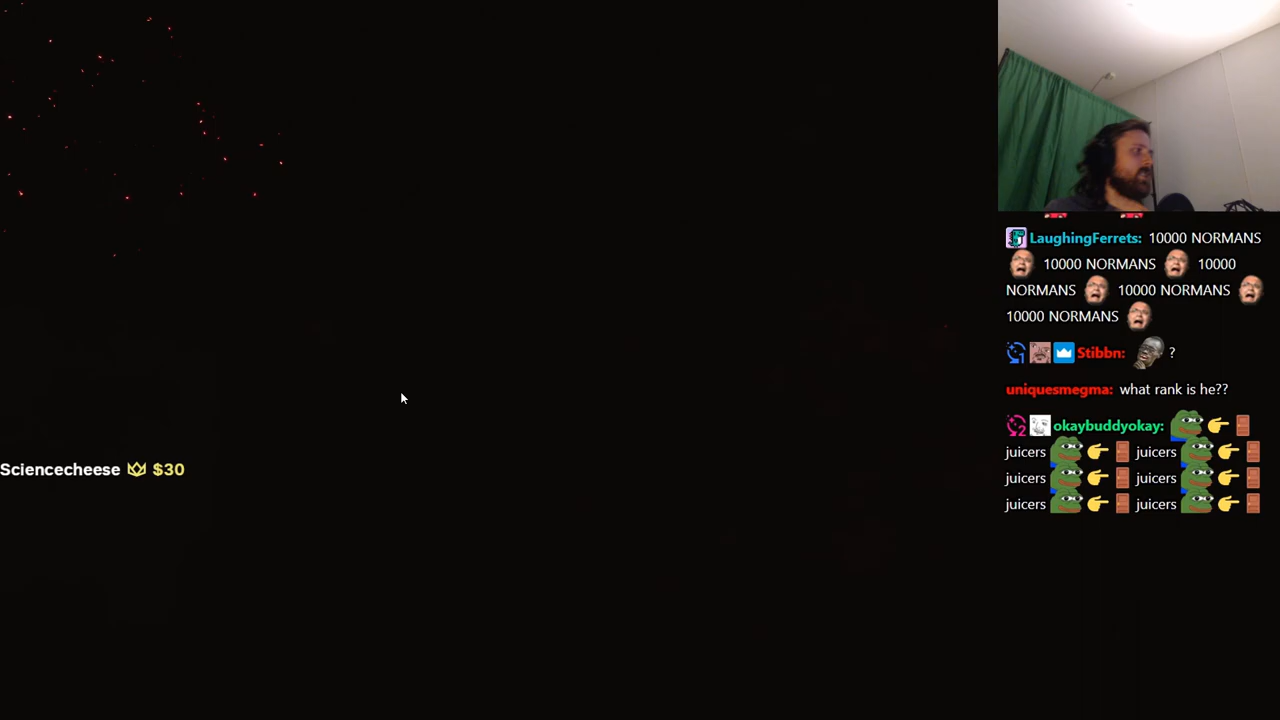 LaughingFerrets: 10000 NORMANS
10000 NORMANS 10000
NORMANS 10000 NORMANS
10000 NORMANS
Stibbn: ?
uniquesmegma: what rank is he??
okaybuddyokay:
juicers juicers
juicers juicers
juicers juicers
Sciencecheese $30